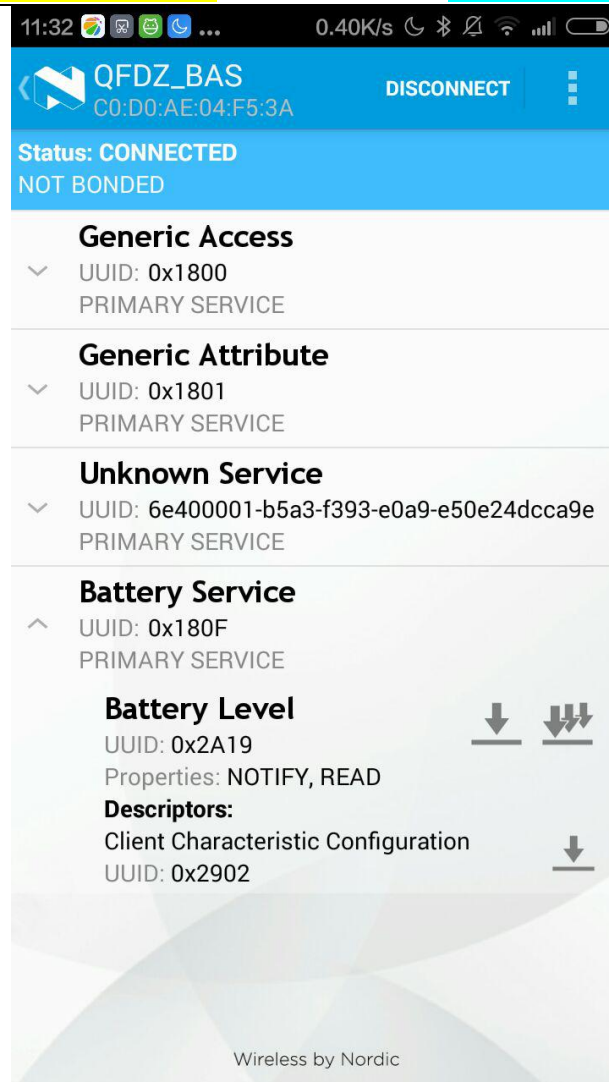 11:32 ... 0.40K/s
QFDZ_BAS
C0:D0:AE:04:F5:3A
DISCONNECT
Status: CONNECTED
NOT BONDED
Generic Access
UUID: 0x1800
PRIMARY SERVICE
Generic Attribute
UUID: 0x1801
PRIMARY SERVICE
Unknown Service
UUID: 6e400001-b5a3-f393-e0a9-e50e24dcca9e
PRIMARY SERVICE
Battery Service
UUID: 0x180F
PRIMARY SERVICE
Battery Level
UUID: 0x2A19
Properties: NOTIFY, READ
Descriptors:
Client Characteristic Configuration
UUID: 0x2902
Wireless by Nordic